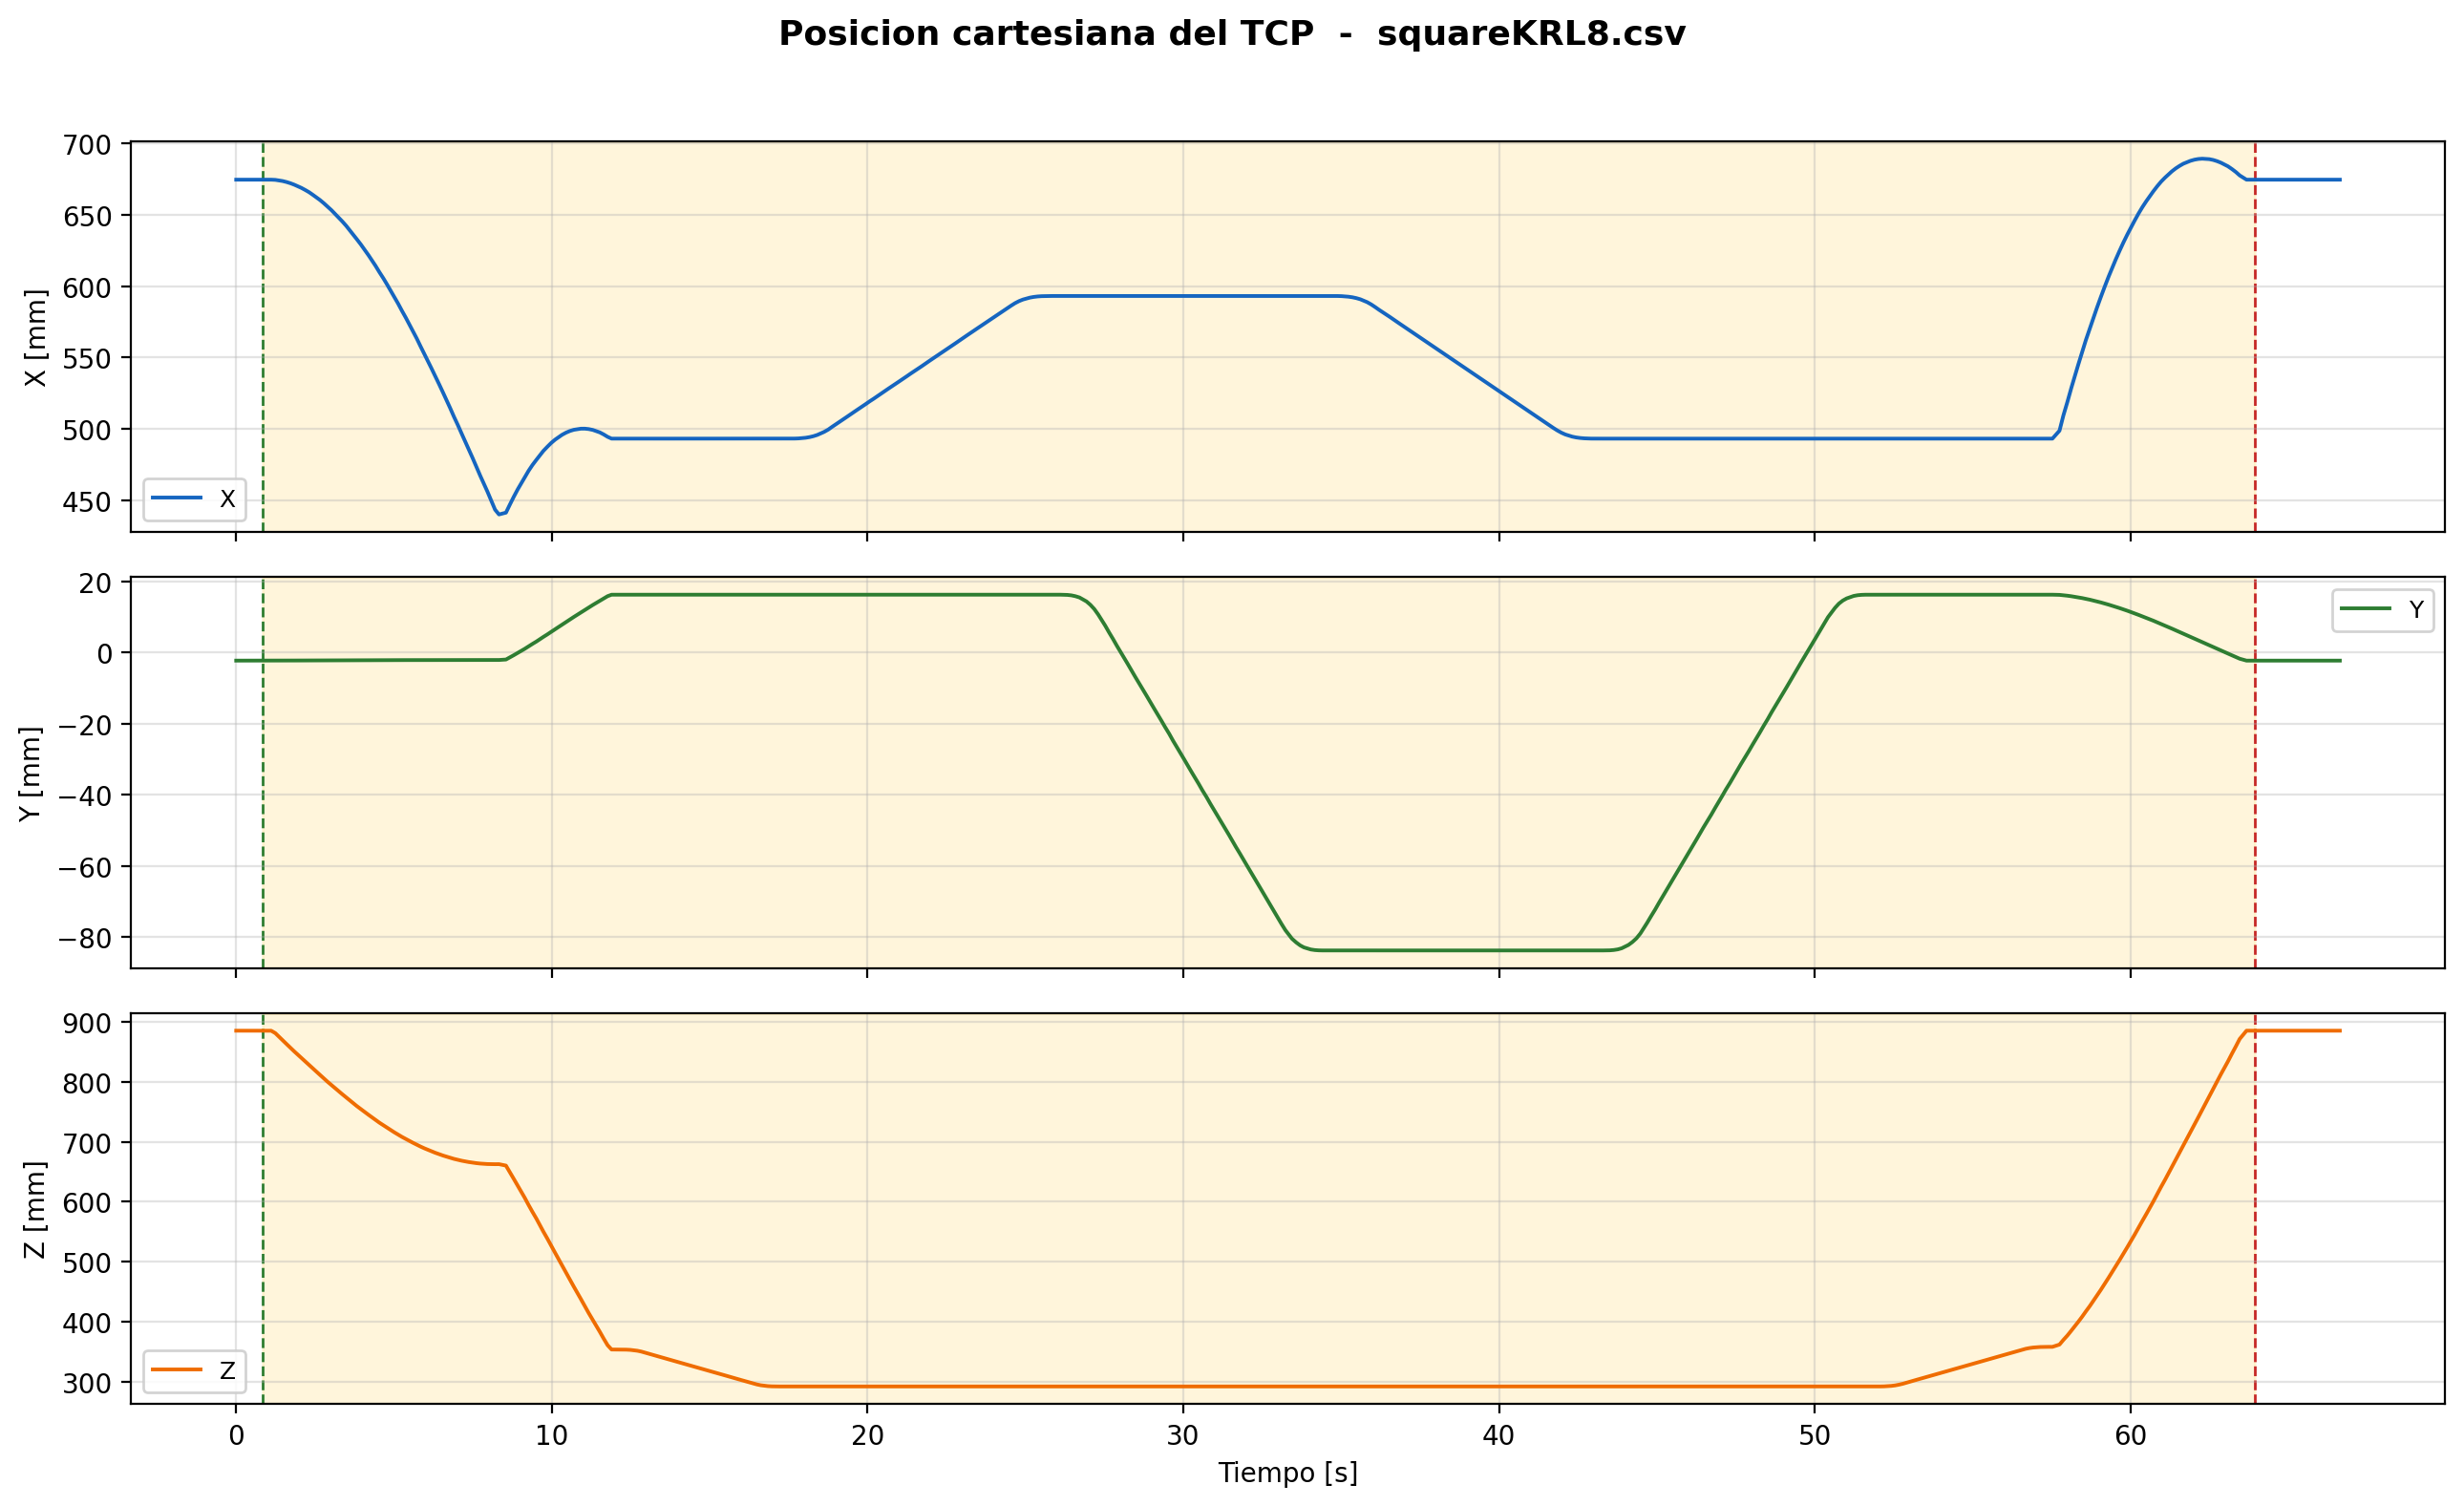 Posicion cartesiana del TCP - squareKRL8.csv
700
650
600
550
500
450
X [mm]
X
20
0
−20
−40
−60
−80
Y [mm]
Y
900
800
700
600
500
400
300
Z [mm]
Z
0 10 20 30 40 50 60
Tiempo [s]